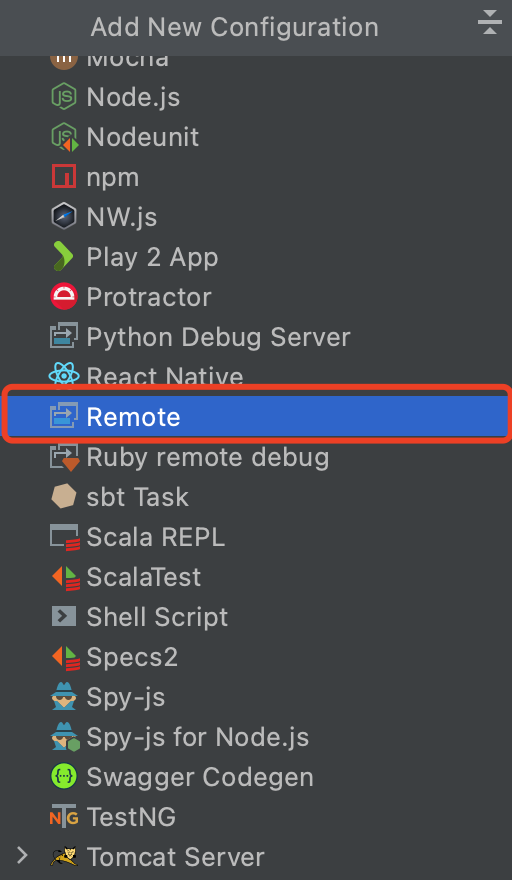 Add New Configuration
Mocha
Node.js
Nodeunit
npm
NW.js
Play 2 App
Protractor
Python Debug Server
React Native
Remote
Ruby remote debug
sbt Task
Scala REPL
ScalaTest
Shell Script
Specs2
Spy-js
Spy-js for Node.js
Swagger Codegen
TestNG
Tomcat Server